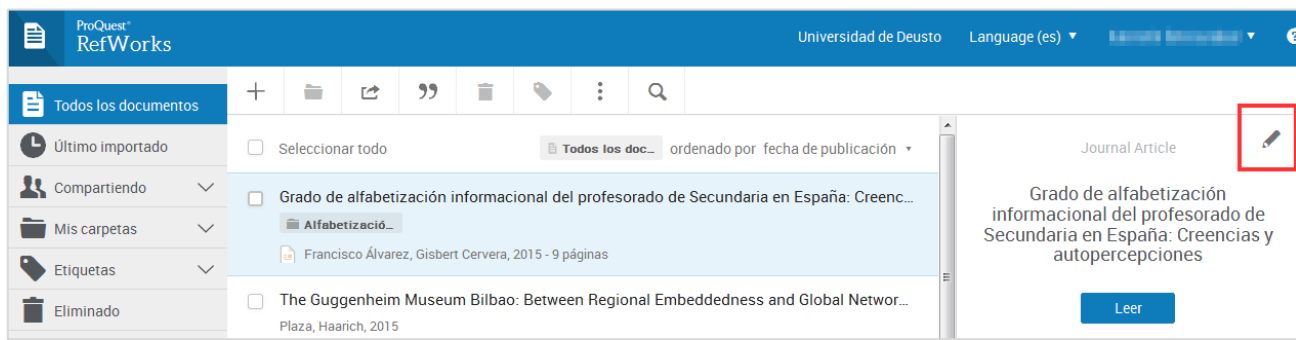 ProQuest®
RefWorks
Universidad de Deusto Language (es)
Todos los documentos
Último importado
Compartiendo
Mis carpetas
Etiquetas
Eliminado
Seleccionar todo Todos los doc... ordenado por fecha de publicación
Grado de alfabetización informacional del profesorado de Secundaria en España: Creenc...
Alfabetizació...
Francisco Álvarez, Gisbert Cervera, 2015 - 9 páginas
The Guggenheim Museum Bilbao: Between Regional Embeddedness and Global Networ...
Plaza, Haarich, 2015
Journal Article
Grado de alfabetización
informacional del profesorado de
Secundaria en España: Creencias y
autopercepciones
Leer